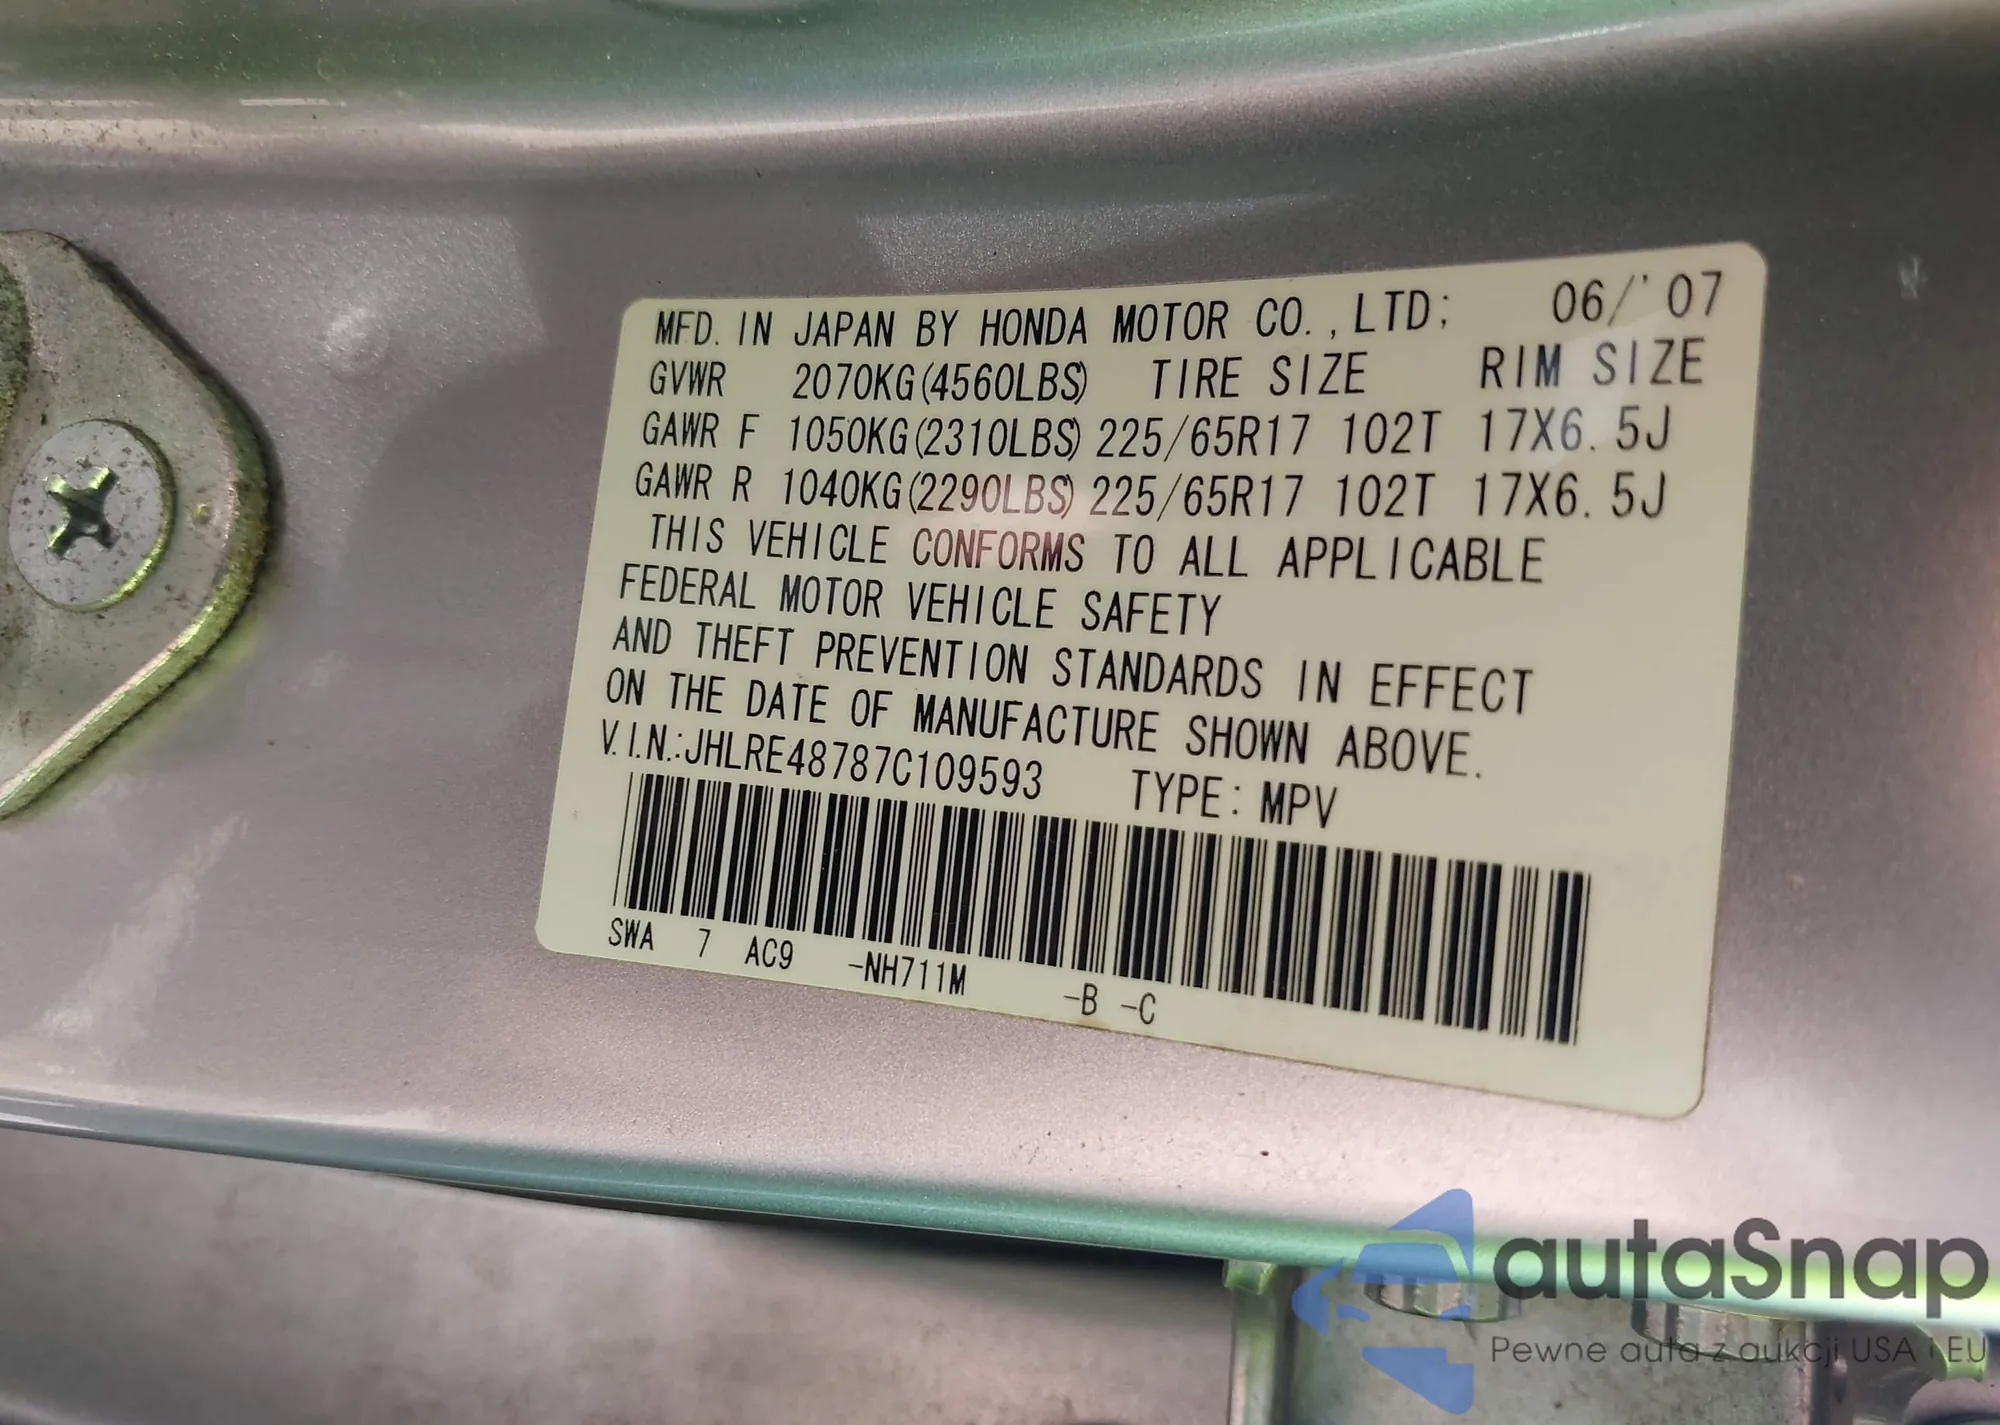 MFD. IN JAPAN BY HONDA MOTOR CO., LTD; 06/'07
GVWR 2070KG(4560LBS) TIRE SIZE RIM SIZE
GAWR F 1050KG(2310LBS) 225/65R17 102T 17X6.5J
GAWR R 1040KG(2290LBS) 225/65R17 102T 17X6.5J
THIS VEHICLE CONFORMS TO ALL APPLICABLE
FEDERAL MOTOR VEHICLE SAFETY
AND THEFT PREVENTION STANDARDS IN EFFECT
ON THE DATE OF MANUFACTURE SHOWN ABOVE.
V.I.N.:JHLRE48787C109593 TYPE: MPV
SWA 7 AC9 -NH711M -B -C
autaSnap
Pewne auta z aukcji USA i EU